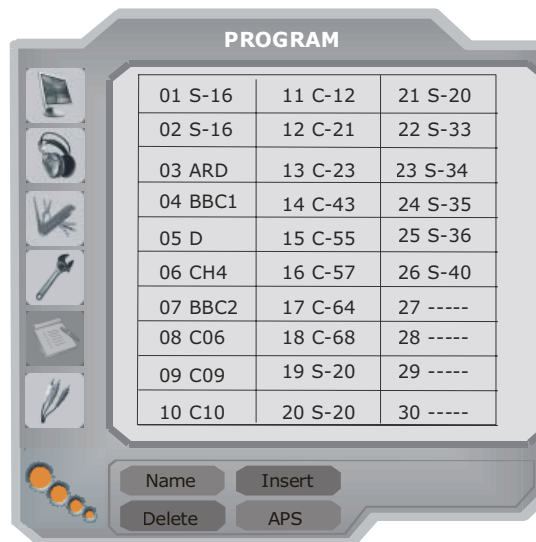 PROGRAM
01 S-16 11 C-12 21 S-20
02 S-16 12 C-21 22 S-33
03 ARD 13 C-23 23 S-34
04 BBC1 14 C-43 24 S-35
05 D 15 C-55 25 S-36
06 CH4 16 C-57 26 S-40
07 BBC2 17 C-64 27 -----
08 C06 18 C-68 28 -----
09 C09 19 S-20 29 -----
10 C10 20 S-20 30 -----
Name Insert
Delete APS